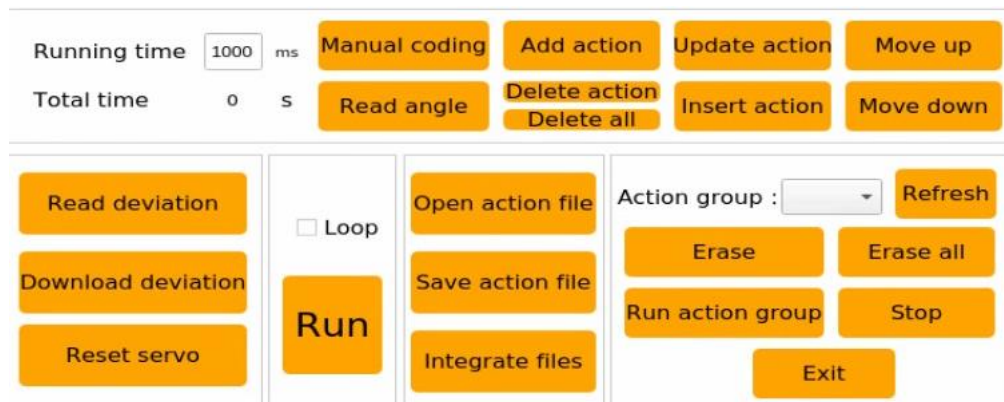 Running time 1000 ms Manual coding Add action Update action Move up
Total time 0 s Read angle Delete action Insert action Move down
Delete all
Read deviation
Download deviation
Reset servo
Loop
Run
Open action file
Save action file
Integrate files
Action group : Refresh
Erase Erase all
Run action group Stop
Exit